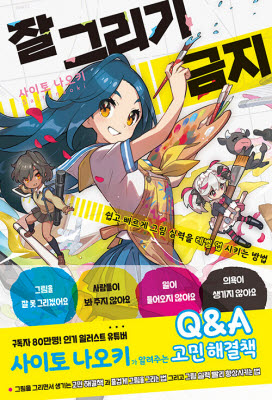 잘 그리기
금지
사이토 나오키
쉽고 빠르게 그림 실력을 레벨 업 시키는 방법
그림을
잘 못 그리겠어요
사람들이
봐 주지 않아요
일이
들어오지 않아요
의욕이
생기지 않아요
구독자 80만명! 인기 일러스트 유튜버
사이토 나오키가 알려주는
Q&A
고민 해결책